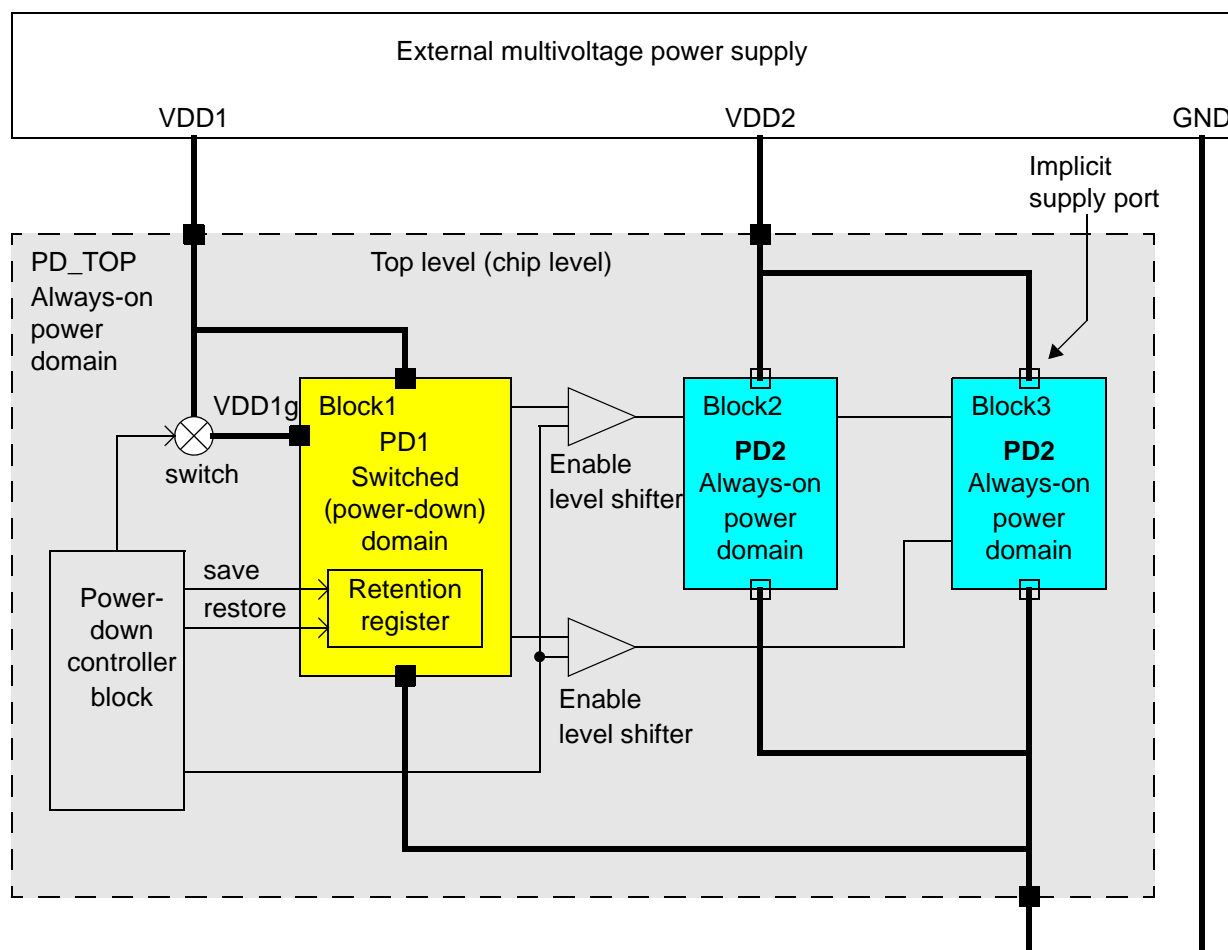 External multivoltage power supply
VDD1
VDD2
GND
Implicit
supply port
PD_TOP
Always-on
power
domain
Top level (chip level)
VDD1g
switch
Block1
PD1
Switched
(power-down)
domain
Retention
register
save
restore
Power-
down
controller
block
Enable
level shifter
Enable
level shifter
Block2
PD2
Always-on
power
domain
Block3
PD2
Always-on
power
domain